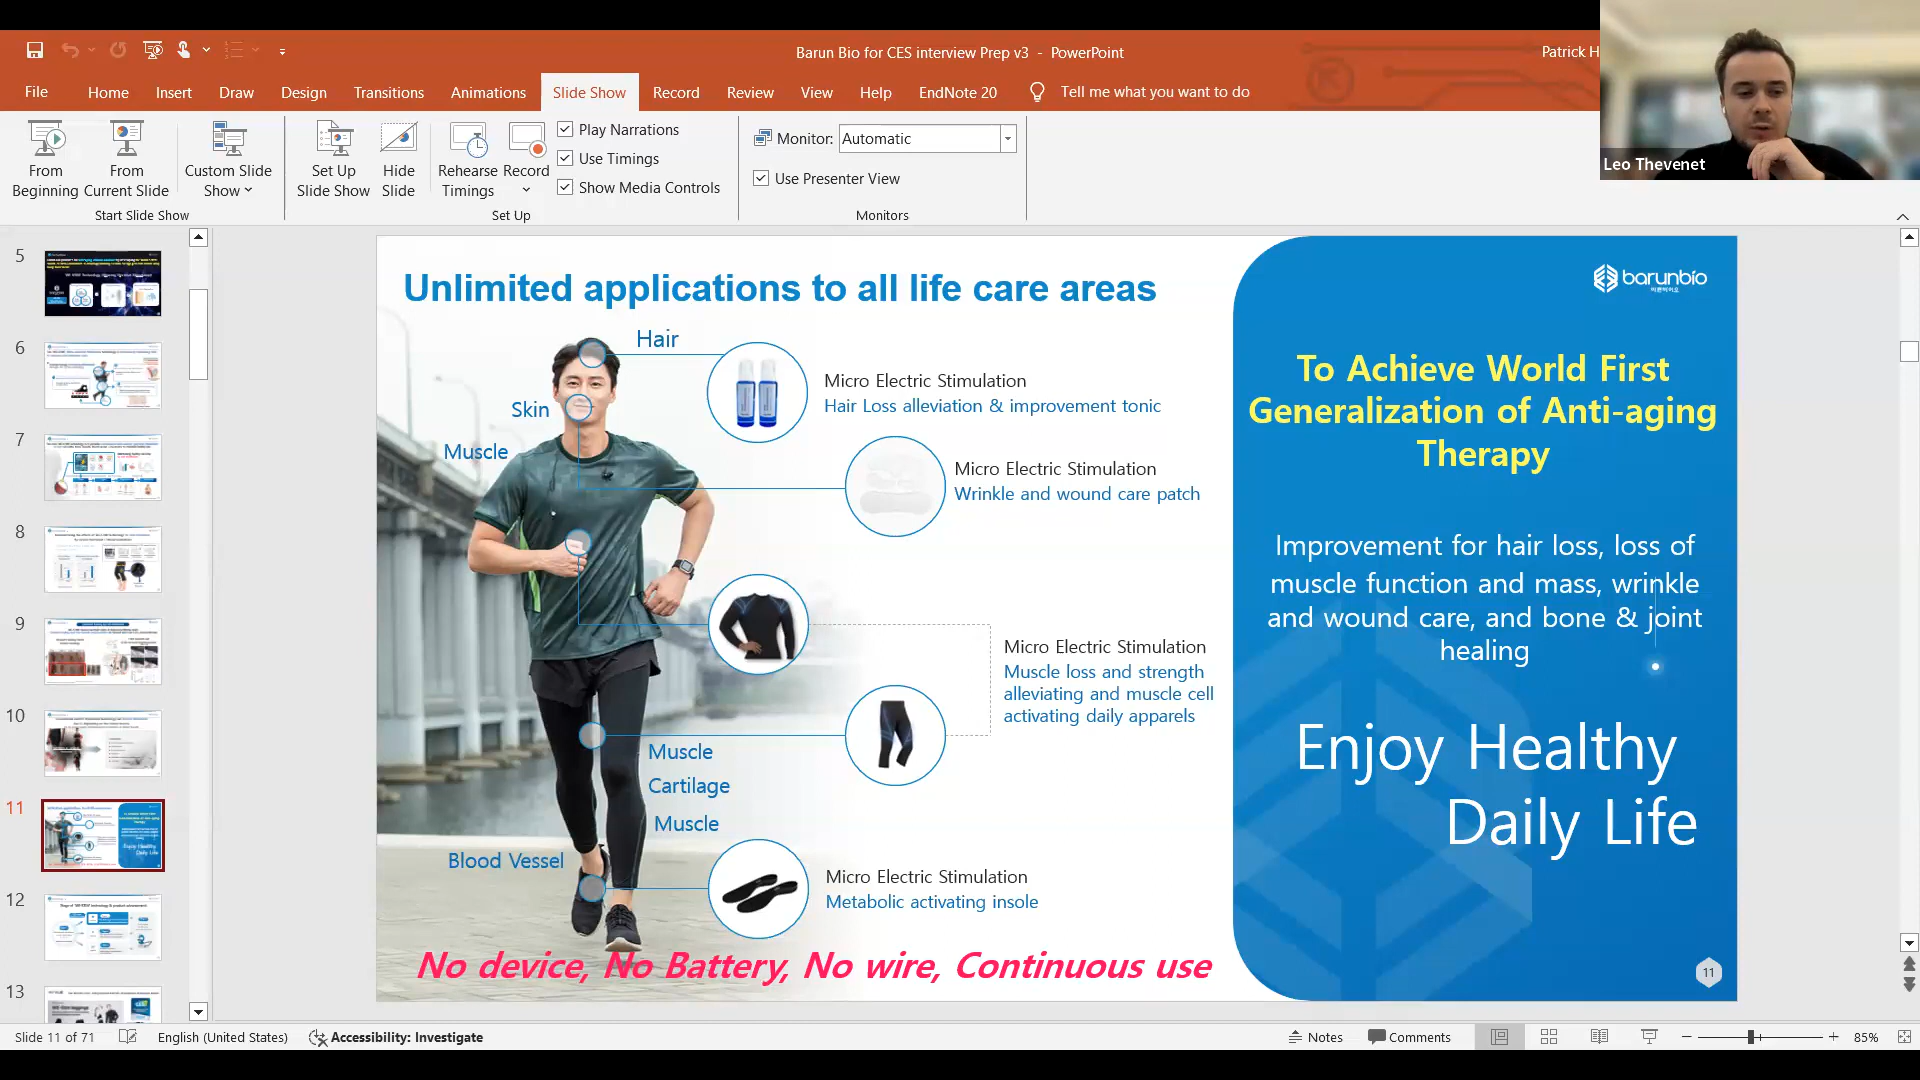 Barun Bio for CES interview Prep v3 - PowerPoint
Patrick H
File
Home
Insert
Draw
Design
Transitions
Animations
Slide Show
Record
Review
View
Help
EndNote 20
Tell me what you want to do
Leo Thevenet
From
Beginning
From
Current Slide
Custom Slide
Show
Start Slide Show
Set Up
Slide Show
Hide
Slide
Rehearse
Timings
Record
Play Narrations
Use Timings
Show Media Controls
Set Up
Monitor:
Automatic
Use Presenter View
Monitors
5
6
7
8
9
10
11
12
13
Unlimited applications to all life care areas
Hair
Skin
Muscle
Micro Electric Stimulation
Hair Loss alleviation & improvement tonic
Micro Electric Stimulation
Wrinkle and wound care patch
Micro Electric Stimulation
Muscle loss and strength
alleviating and muscle cell
activating daily apparels
Muscle
Cartilage
Muscle
Blood Vessel
Micro Electric Stimulation
Metabolic activating insole
No device, No Battery, No wire, Continuous use
barunbio
바른바이오
To Achieve World First
Generalization of Anti-aging
Therapy
Improvement for hair loss, loss of
muscle function and mass, wrinkle
and wound care, and bone & joint
healing
Enjoy Healthy
Daily Life
11
Slide 11 of 71
English (United States)
Accessibility: Investigate
Notes
Comments
85%